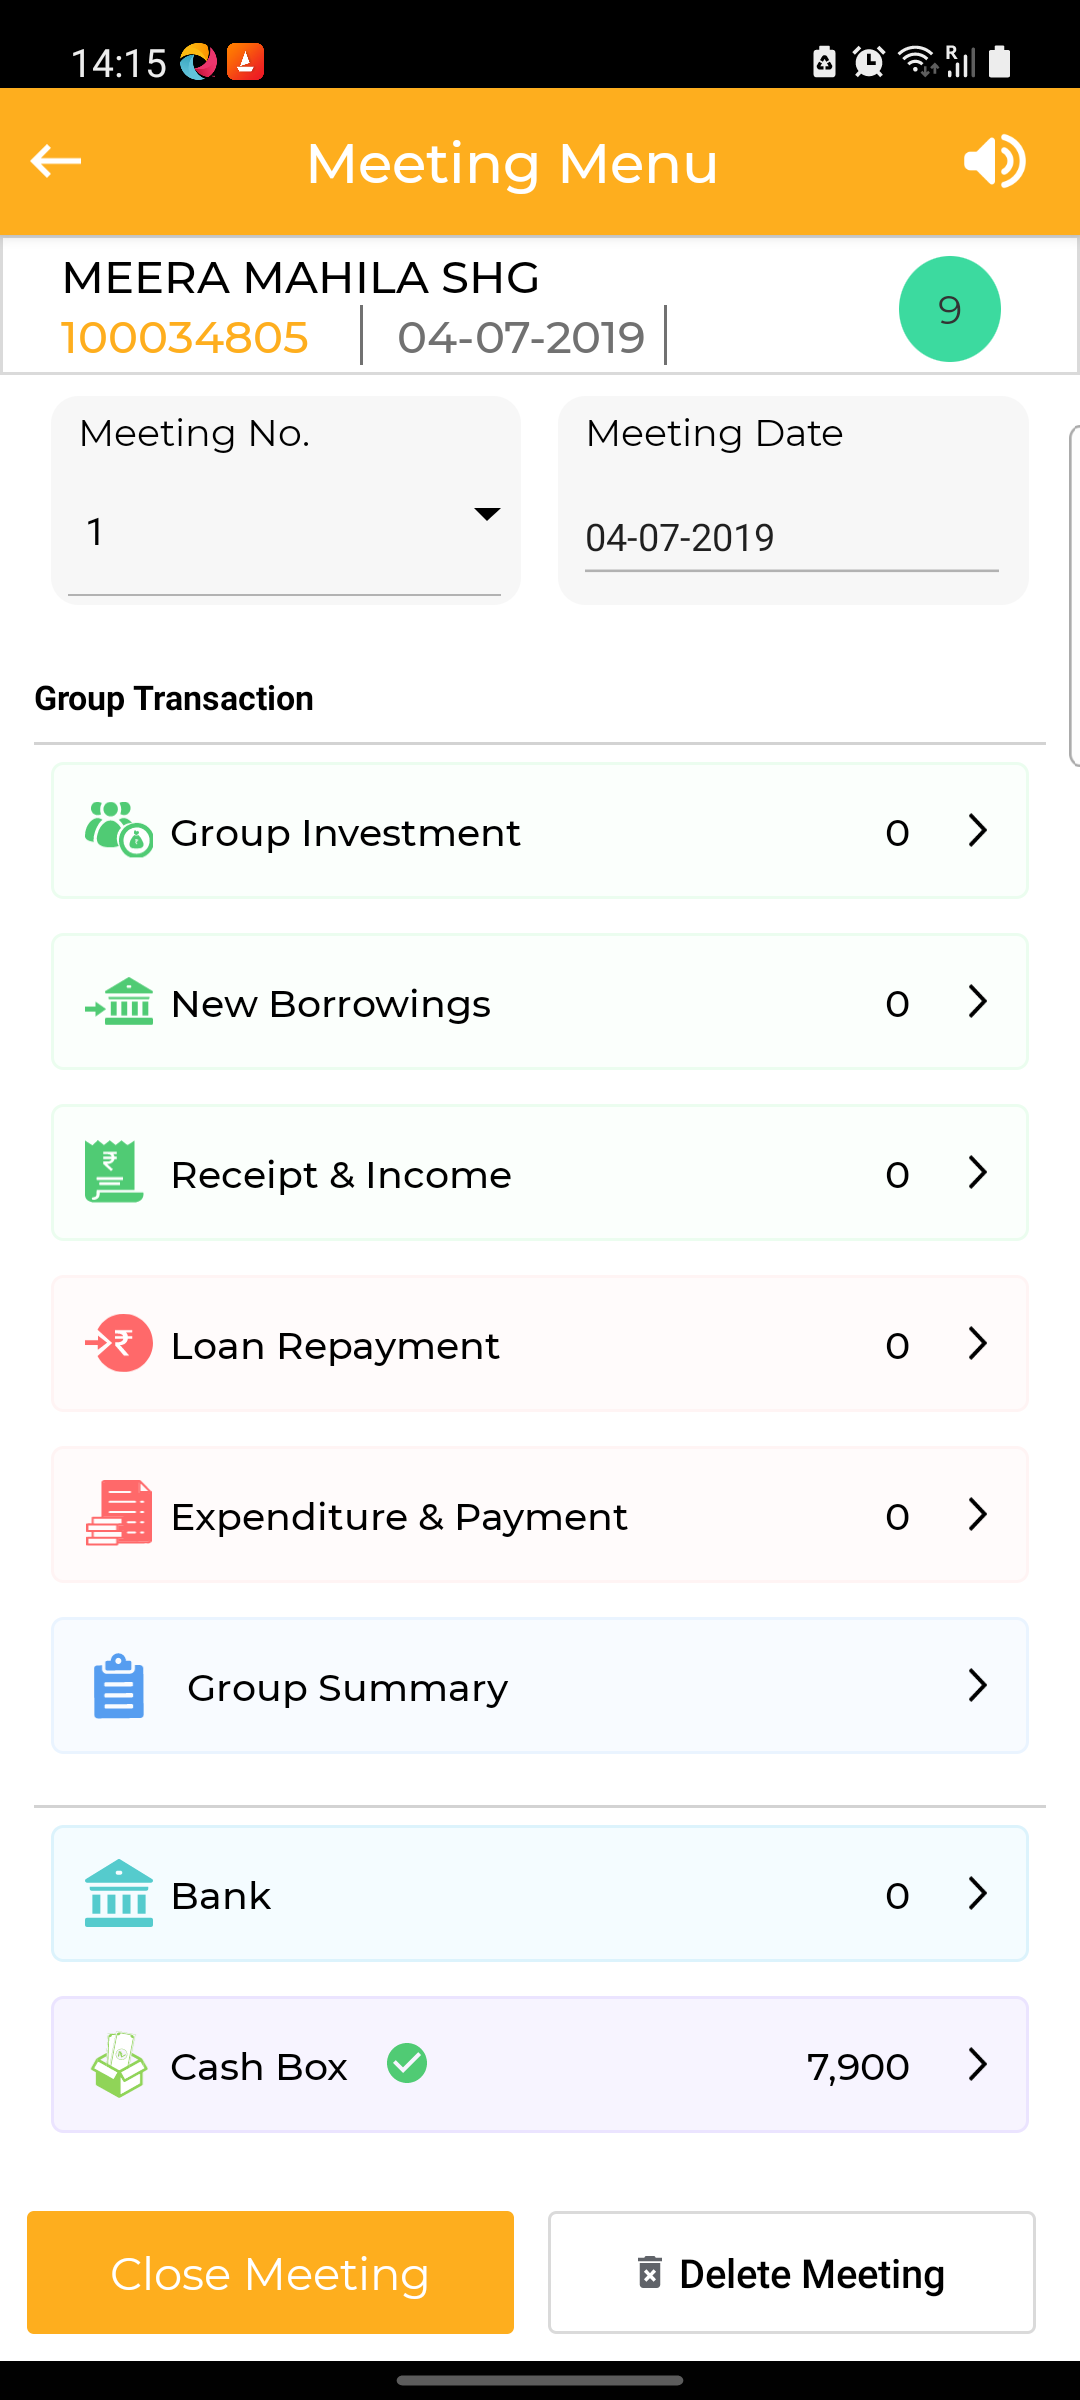 14:15
R
Meeting Menu
MEERA MAHILA SHG
100034805 04-07-2019
9
Meeting No.
Meeting Date
1
04-07-2019
Group Transaction
Group Investment 0
New Borrowings 0
₹
Receipt & Income 0
₹
Loan Repayment 0
Expenditure & Payment 0
Group Summary
Bank 0
Cash Box 7,900
Close Meeting
Delete Meeting